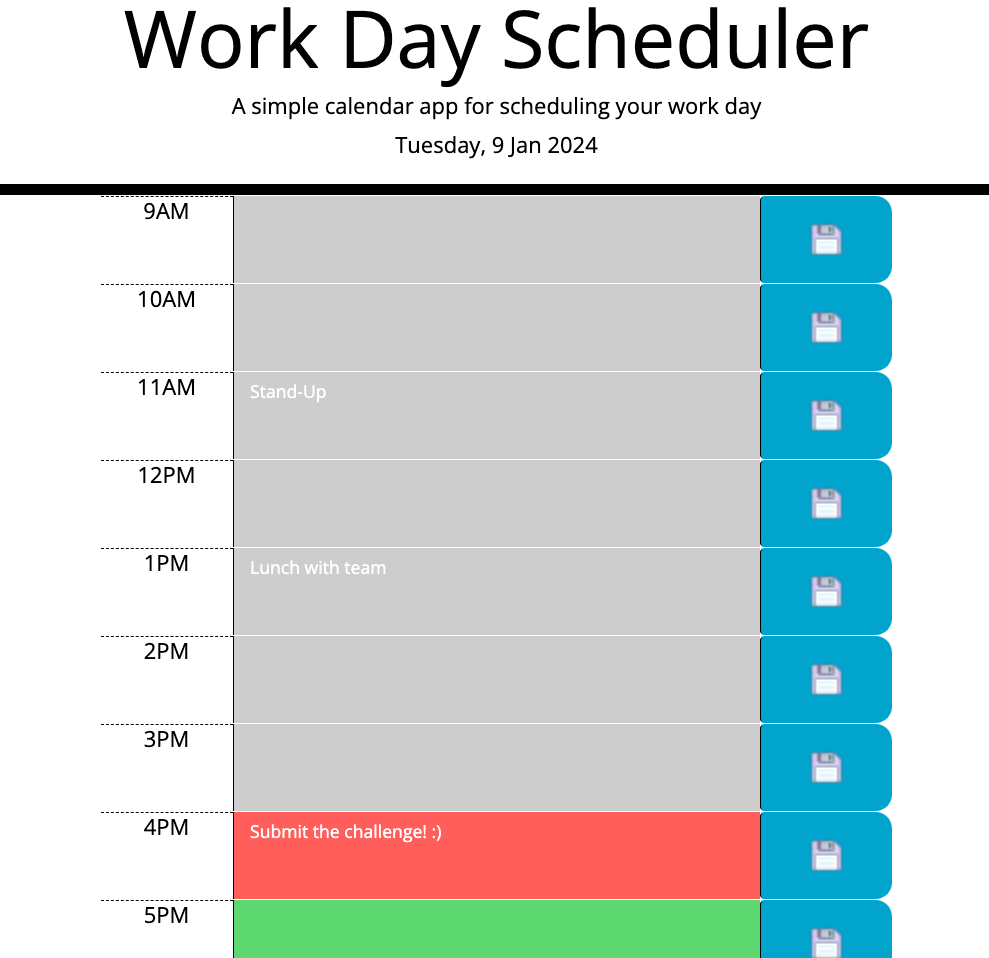 Work Day Scheduler
A simple calendar app for scheduling your work day
Tuesday, 9 Jan 2024
9AM
10AM
11AM Stand-Up
12PM
1PM Lunch with team
2PM
3PM
4PM Submit the challenge! :)
5PM